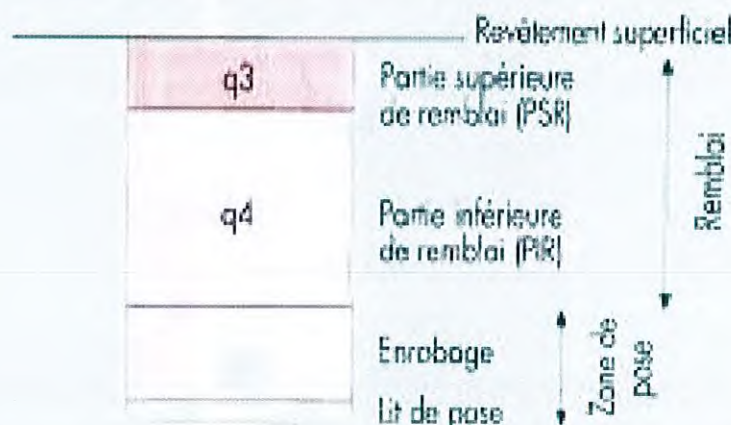 Revêtement superficiel
q3
Partie supérieure
de remblai (PSR)
Remblai
q4
Partie inférieure
de remblai (PIR)
Enrobage
Zone de
pose
Lit de pose